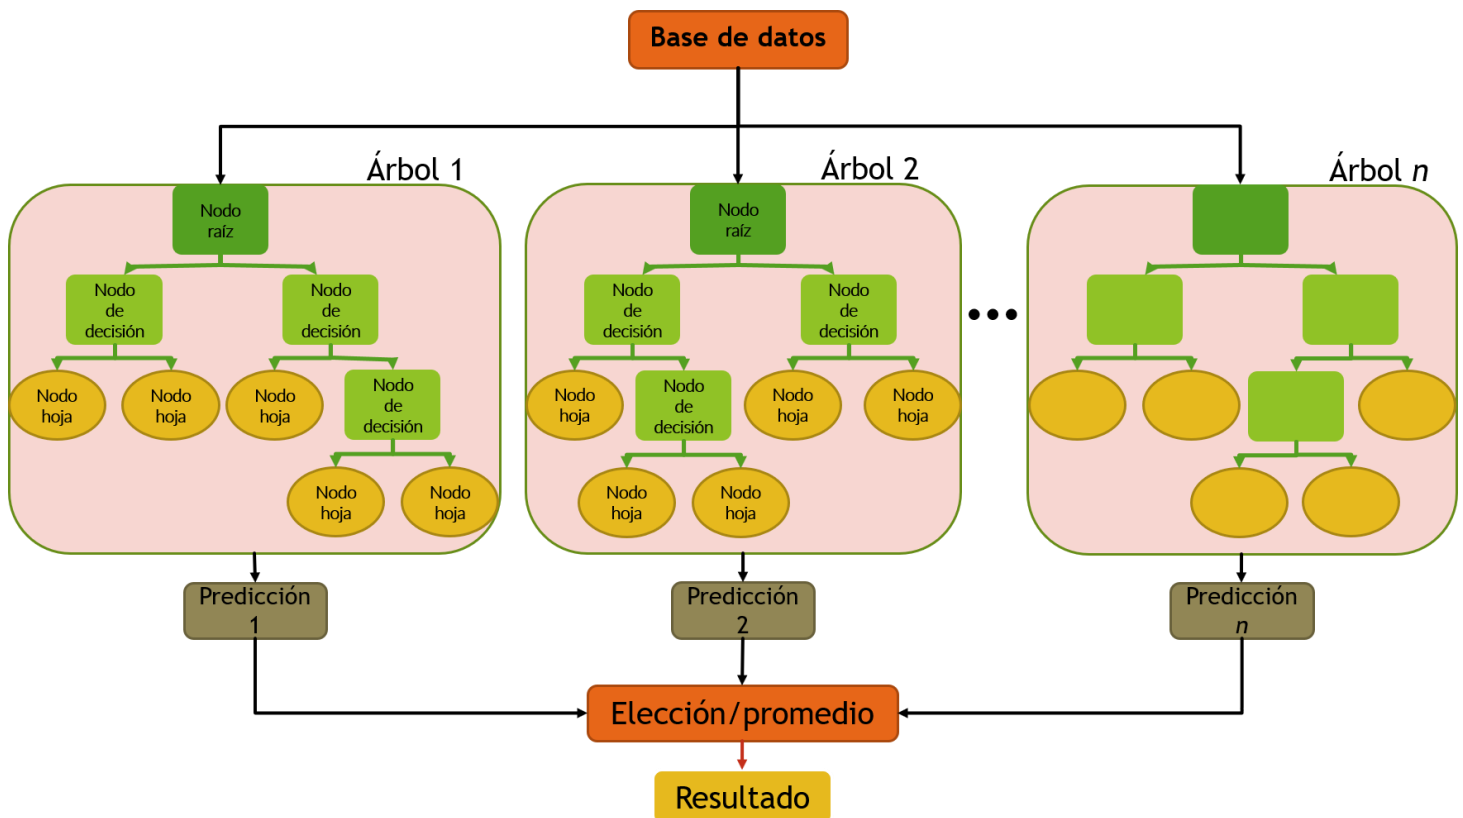 Base de datos
Árbol 1
Árbol 2
Árbol n
Nodo
raíz
Nodo
raíz
Nodo
de
decisión
Nodo
de
decisión
Nodo
de
decisión
Nodo
de
decisión
Nodo
hoja
Nodo
hoja
Nodo
hoja
Nodo
de
decisión
Nodo
hoja
Nodo
de
decisión
Nodo
hoja
Nodo
hoja
Nodo
hoja
Nodo
hoja
Nodo
hoja
Nodo
hoja
Predicción
1
Predicción
2
Predicción
n
Elección/promedio
Resultado